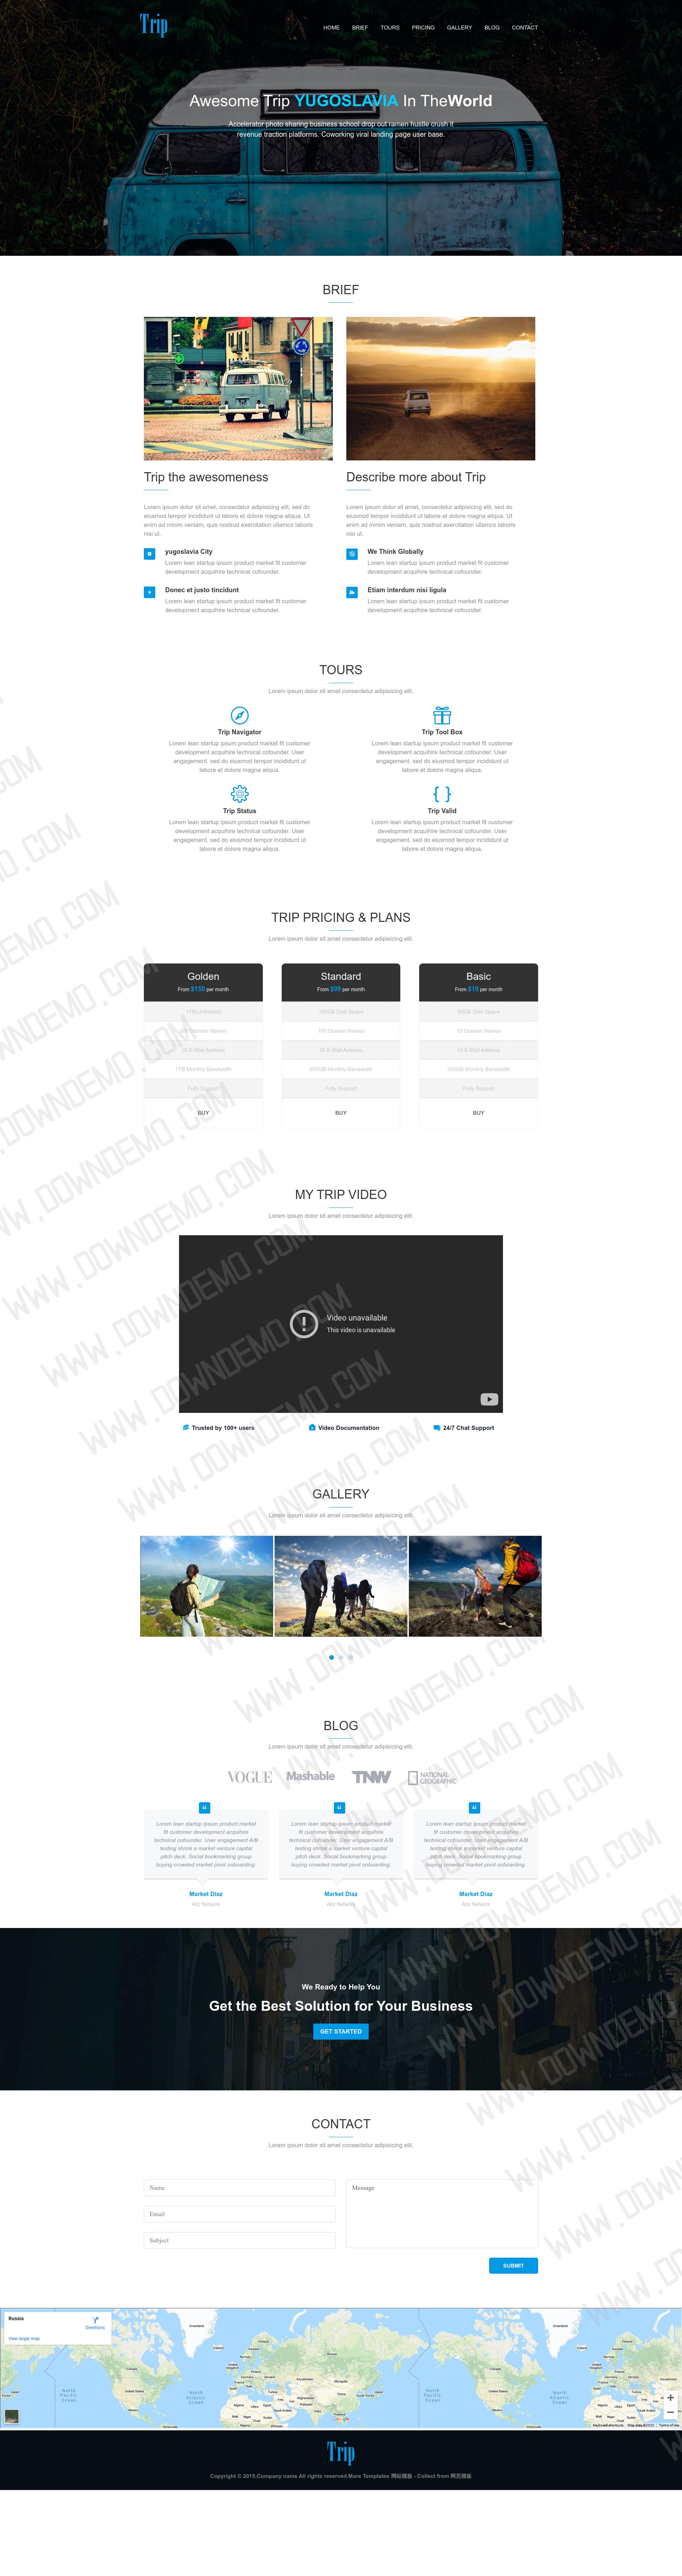 Trip
HOME BRIEF TOURS PRICING GALLERY BLOG CONTACT
Awesome Trip YUGOSLAVIA In TheWorld
Accelerator photo sharing business school drop out ramen hustle crush it
revenue traction platforms. Coworking viral landing page user base.
BRIEF
Trip the awesomeness
Lorem ipsum dolor sit amet, consectetur adipisicing elit, sed do
eiusmod tempor incididunt ut labore et dolore magna aliqua. Ut
enim ad minim veniam, quis nostrud exercitation ullamco laboris
nisi ut.
yugoslavia City
Lorem lean startup ipsum product market fit customer
development acquihire technical cofounder.
Donec et justo tincidunt
Lorem lean startup ipsum product market fit customer
development acquihire technical cofounder.
Describe more about Trip
Lorem ipsum dolor sit amet, consectetur adipisicing elit, sed do
eiusmod tempor incididunt ut labore et dolore magna aliqua. Ut
enim ad minim veniam, quis nostrud exercitation ullamco laboris
nisi ut.
We Think Globally
Lorem lean startup ipsum product market fit customer
development acquihire technical cofounder.
Etiam interdum nisi ligula
Lorem lean startup ipsum product market fit customer
development acquihire technical cofounder.
TOURS
Lorem ipsum dolor sit amet consectetur adipisicing elit.
Trip Navigator
Lorem lean startup ipsum product market fit customer
development acquihire technical cofounder. User
engagement. sed do eiusmod tempor incididunt ut
labore et dolore magna aliqua.
Trip Tool Box
Lorem lean startup ipsum product market fit customer
development acquihire technical cofounder. User
engagement. sed do eiusmod tempor incididunt ut
labore et dolore magna aliqua.
Trip Status
Lorem lean startup ipsum product market fit customer
development acquihire technical cofounder. User
engagement. sed do eiusmod tempor incididunt ut
labore et dolore magna aliqua.
Trip Valid
Lorem lean startup ipsum product market fit customer
development acquihire technical cofounder. User
engagement. sed do eiusmod tempor incididunt ut
labore et dolore magna aliqua.
TRIP PRICING & PLANS
Lorem ipsum dolor sit amet consectetur adipisicing elit.
Golden
From $150 per month
1TB(Unlimited)
Domain Names
20 E-Mail Address
1TB Monthly Bandwidth
Fully Support
BUY
Standard
From $99 per month
100GB Disk Space
100 Domain Names
20 E-Mail Address
500GB Monthly Bandwidth
Fully Support
BUY
Basic
From $10 per month
50GB Disk Space
10 Domain Names
10 E-Mail Address
300GB Monthly Bandwidth
Fully Support
BUY
MY TRIP VIDEO
Lorem ipsum dolor sit amet consectetur adipisicing elit.
Video unavailable
This video is unavailable
Trusted by 100+ users
Video Documentation
24/7 Chat Support
GALLERY
Lorem ipsum dolor sit amet consectetur adipisicing elit.
BLOG
Lorem ipsum dolor sit amet consectetur adipisicing elit.
VOGUE
Mashable
TNW
NATIONAL
GEOGRAPHIC
Lorem lean startup ipsum product market
fit customer development acquihire
technical cofounder. User engagement A/B
testing shrink a market venture capital
pitch deck. Social bookmarking group
buying crowded market pivot onboarding.
Market Diaz
Abz Network
Lorem lean startup ipsum product market
fit customer development acquihire
technical cofounder. User engagement A/B
testing shrink a market venture capital
pitch deck. Social bookmarking group
buying crowded market pivot onboarding.
Market Diaz
Abz Network
Lorem lean startup ipsum product market
fit customer development acquihire
technical cofounder. User engagement A/B
testing shrink a market venture capital
pitch deck. Social bookmarking group
buying crowded market pivot onboarding.
Market Diaz
Abz Network
We Ready to Help You
Get the Best Solution for Your Business
GET STARTED
CONTACT
Lorem ipsum dolor sit amet consectetur adipisicing elit.
Name
Email
Subject
Message
SUBMIT
Russia
Directions
View larger map
North
Pacific
Ocean
North
Atlantic
Ocean
Keyboard shortcuts Map data ©2022 Terms of Use
Trip
Copyright © 2015.Company name All rights reserved.More Templates 网站模板 - Collect from 网页模板
WWW.DOWNDEMO.COM